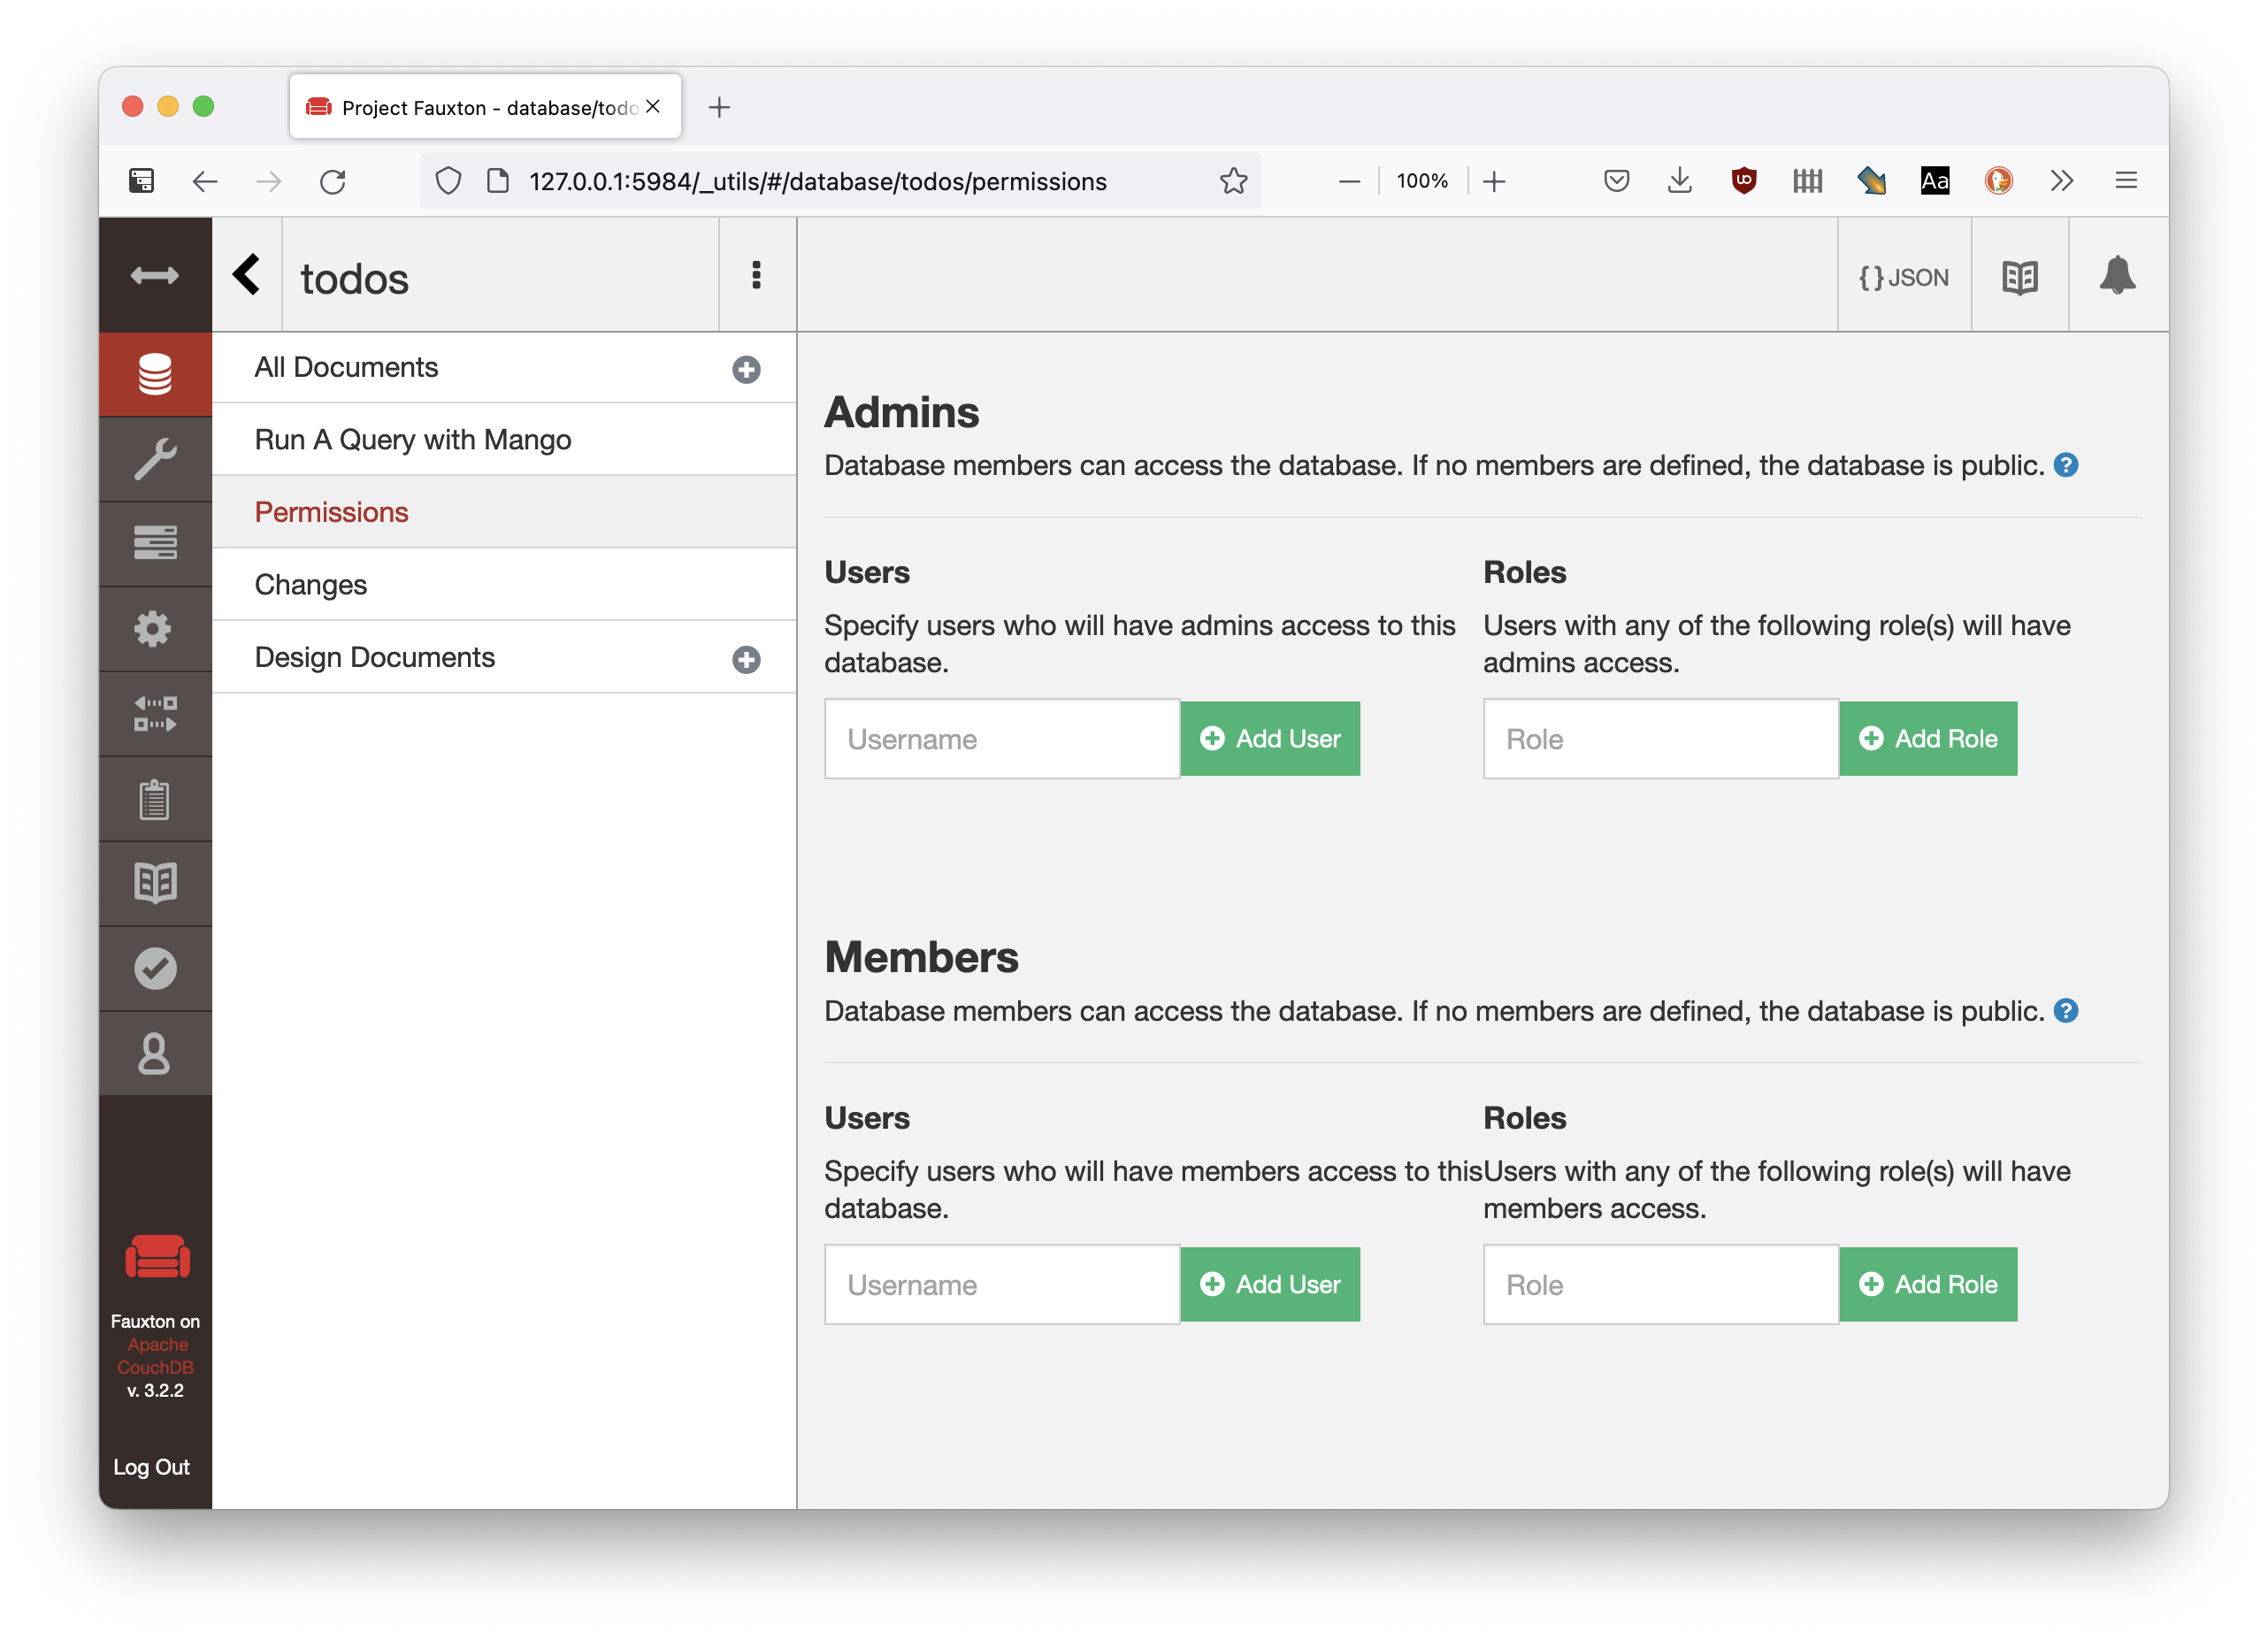 Project Fauxton - database/todo
127.0.0.1:5984/_utils/#/database/todos/permissions
100%
Aa
todos
{} JSON
All Documents
Run A Query with Mango
Permissions
Changes
Design Documents
Admins
Database members can access the database. If no members are defined, the database is public. ?
Users
Specify users who will have admins access to this
database.
Username
Add User
Roles
Users with any of the following role(s) will have
admins access.
Role
Add Role
Members
Database members can access the database. If no members are defined, the database is public. ?
Users
Specify users who will have members access to this
database.
Username
Add User
Roles
Users with any of the following role(s) will have
members access.
Role
Add Role
Fauxton on
Apache
CouchDB
v. 3.2.2
Log Out